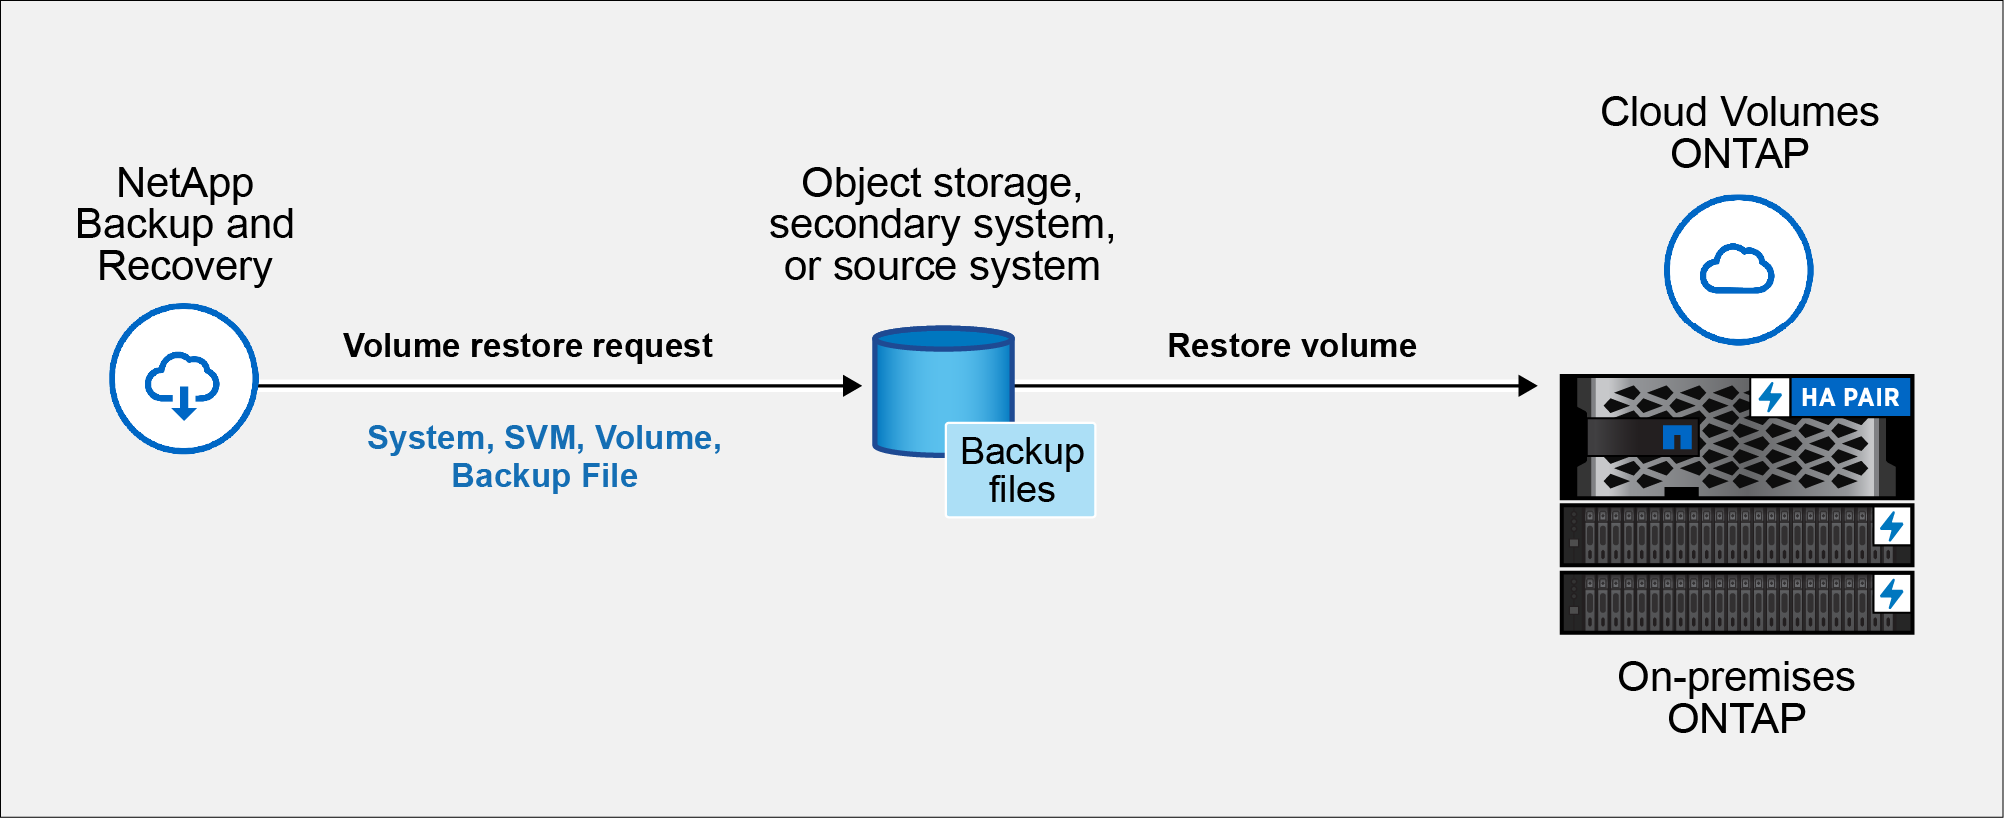 NetApp
Backup and
Recovery
Volume restore request
System, SVM, Volume,
Backup File
Object storage,
secondary system,
or source system
Backup
files
Restore volume
Cloud Volumes
ONTAP
HA PAIR
On-premises
ONTAP